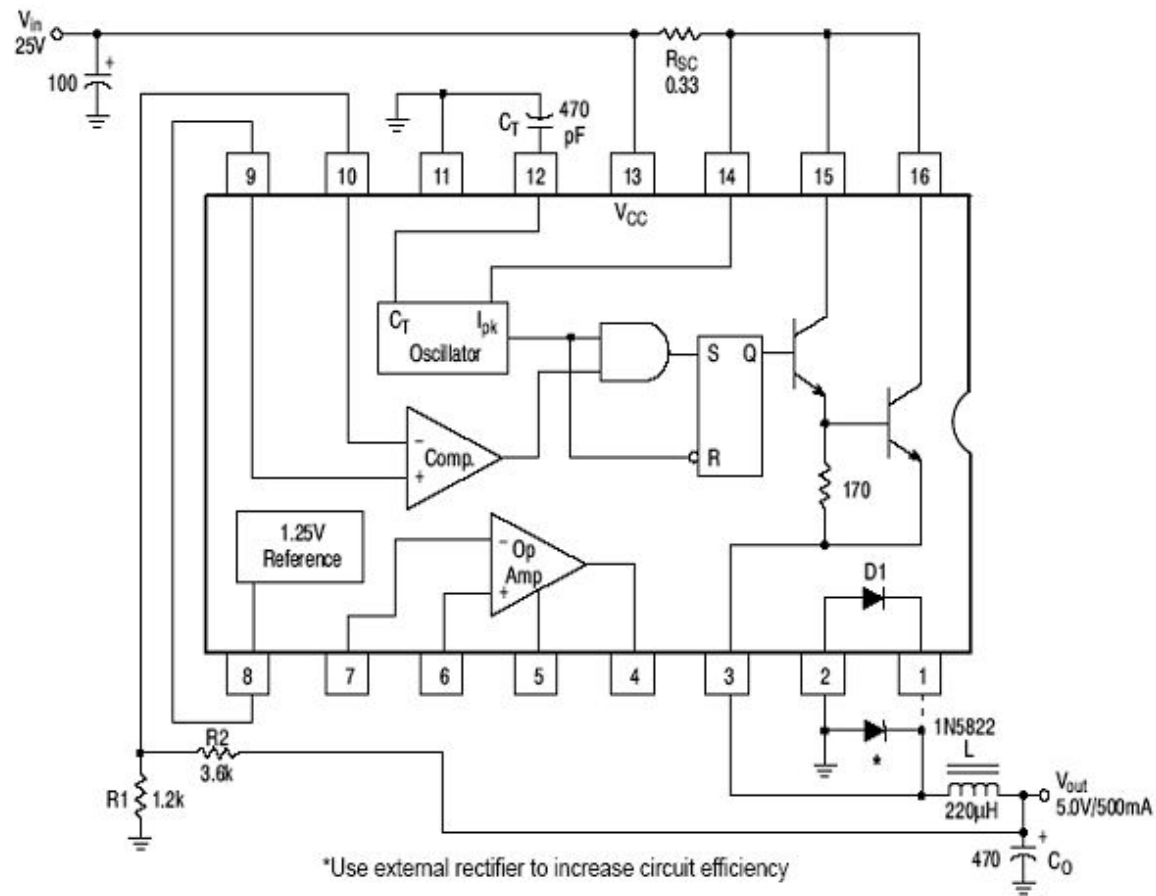 Vin
25V
100
RSC
0.33
CT
470
pF
9
10
11
12
13
14
15
16
VCC
CT
Ipk
Oscillator
S
Q
R
−
Comp.
+
170
1.25V
Reference
−
Op
Amp
+
D1
8
7
6
5
4
3
2
1
1N5822
L
*
R2
3.6k
R1
1.2k
220µH
Vout
5.0V/500mA
+
+
470
CO
*Use external rectifier to increase circuit efficiency